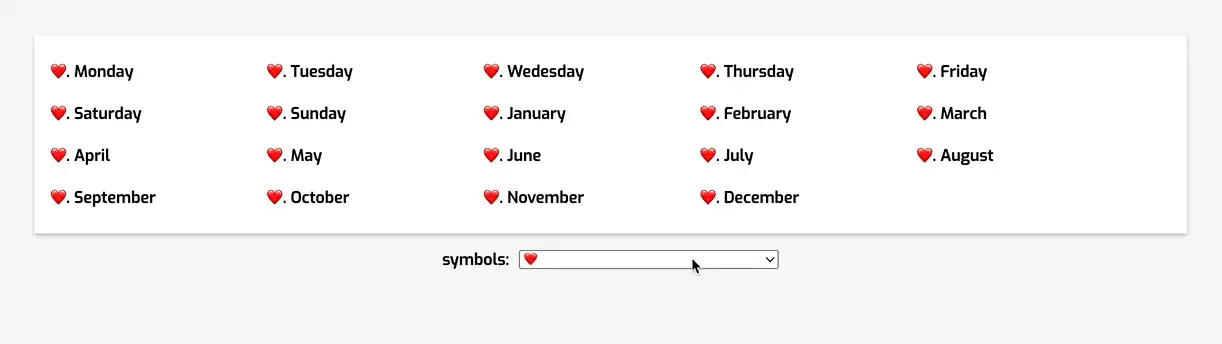 ❤️. Monday ❤️. Tuesday ❤️. Wedesday ❤️. Thursday ❤️. Friday
❤️. Saturday ❤️. Sunday ❤️. January ❤️. February ❤️. March
❤️. April ❤️. May ❤️. June ❤️. July ❤️. August
❤️. September ❤️. October ❤️. November ❤️. December
symbols: ❤️